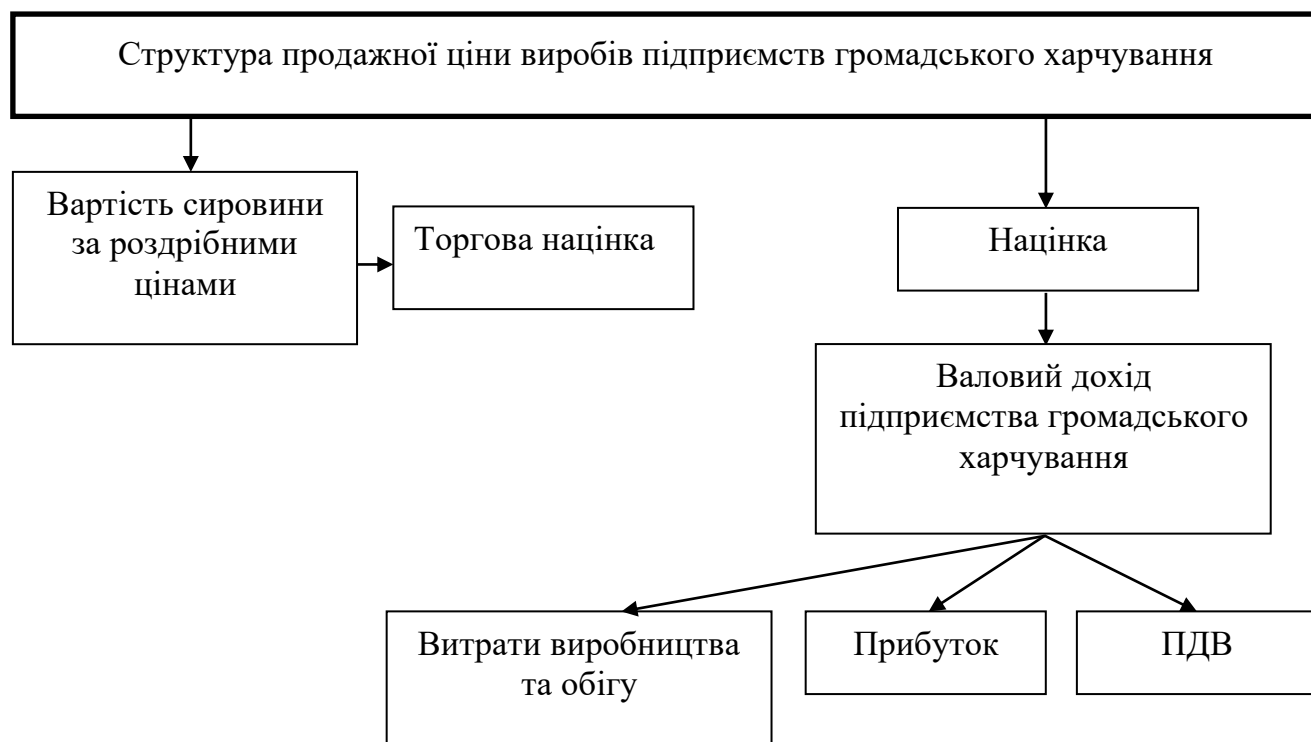 Структура продажної ціни виробів підприємств громадського харчування
Вартість сировини
за роздрібними
цінами
Торгова націнка
Націнка
Валовий дохід
підприємства громадського
харчування
Витрати виробництва
та обігу
Прибуток
ПДВ